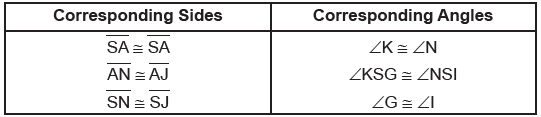 Corresponding Sides Corresponding Angles
SA ≅ SA ∠K ≅ ∠N
AN ≅ AJ ∠KSG ≅ ∠NSI
SN ≅ SJ ∠G ≅ ∠I